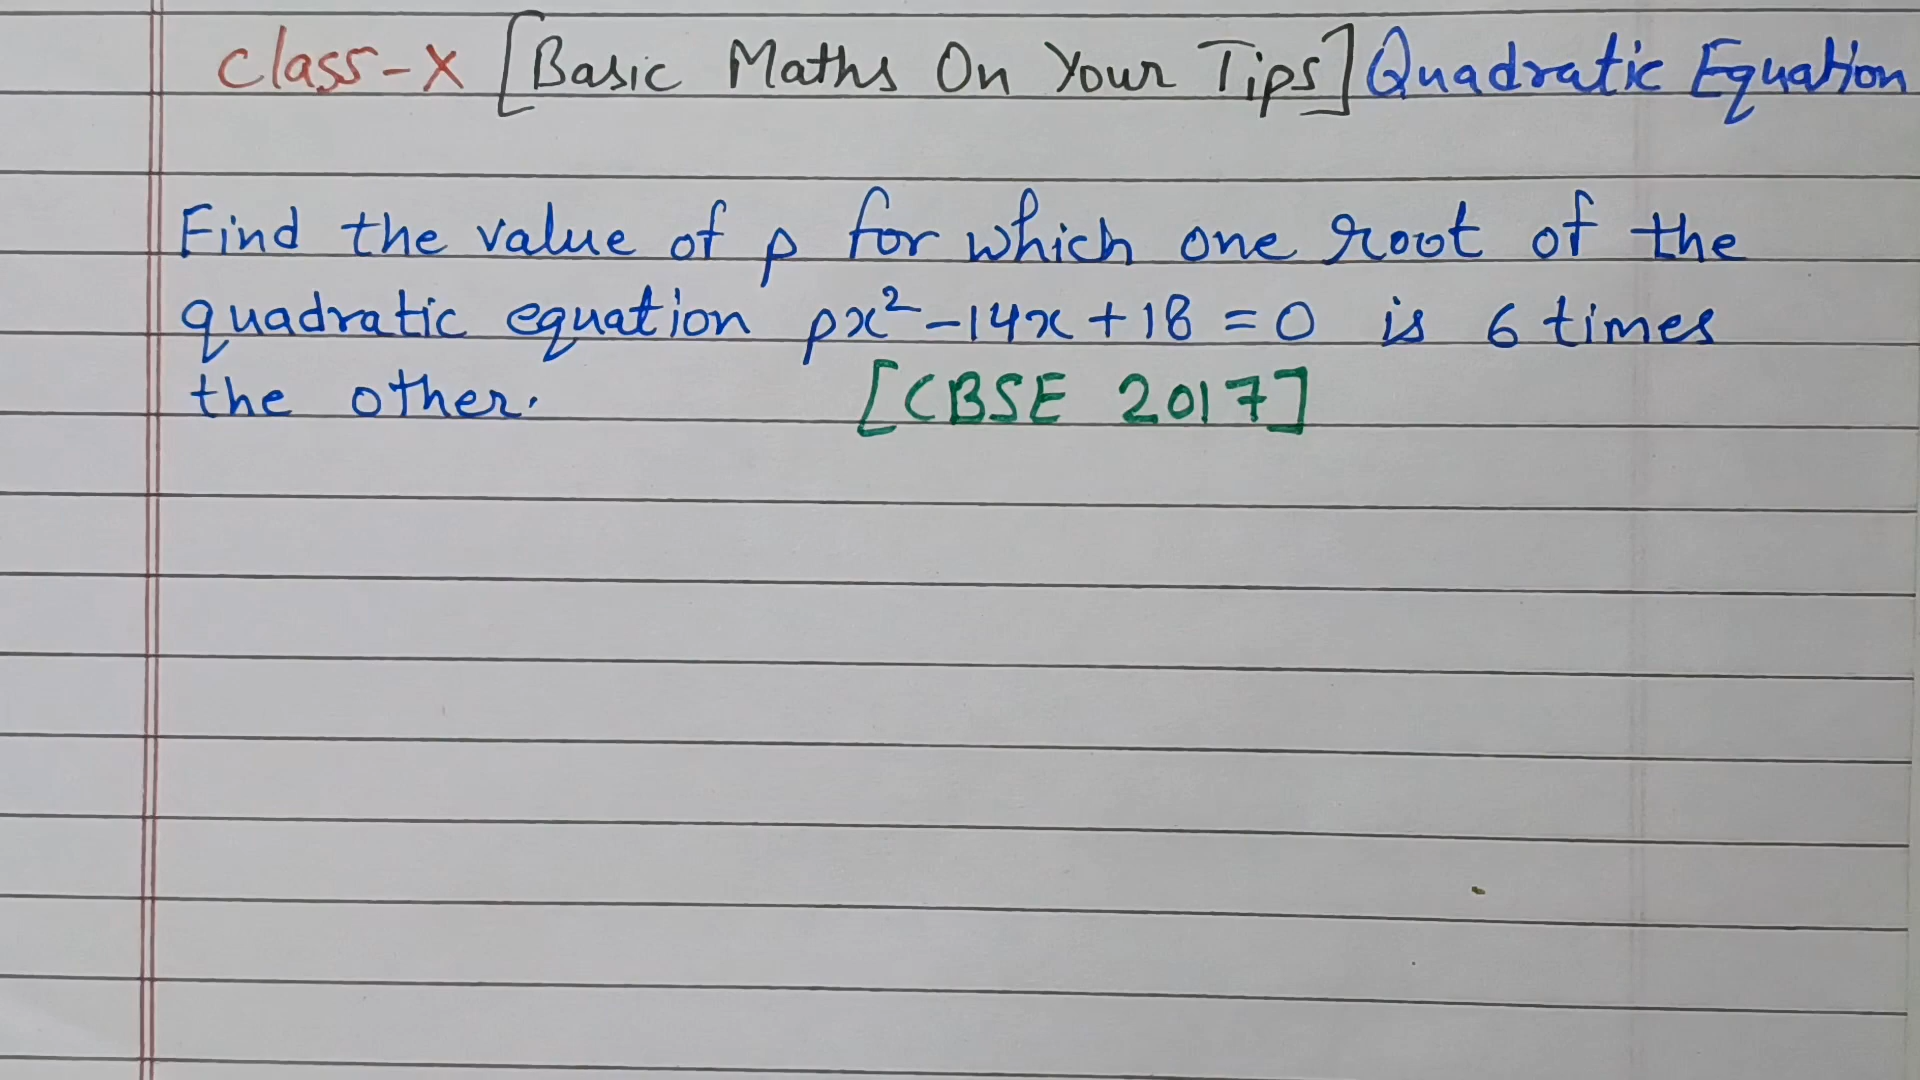 Class-X [Basic Maths On Your Tips] Quadratic Equation
Find the value of p for which one root of the
quadratic equation px²-14x+18=0 is 6 times
the other. [CBSE 2017]